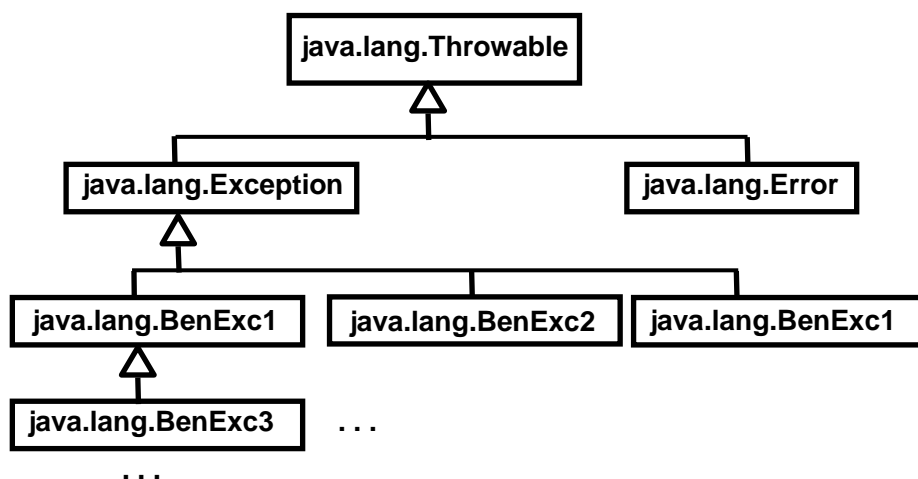 java.lang.Throwable
java.lang.Exception
java.lang.Error
java.lang.BenExc1
java.lang.BenExc2
java.lang.BenExc1
java.lang.BenExc3
. . .
. . .